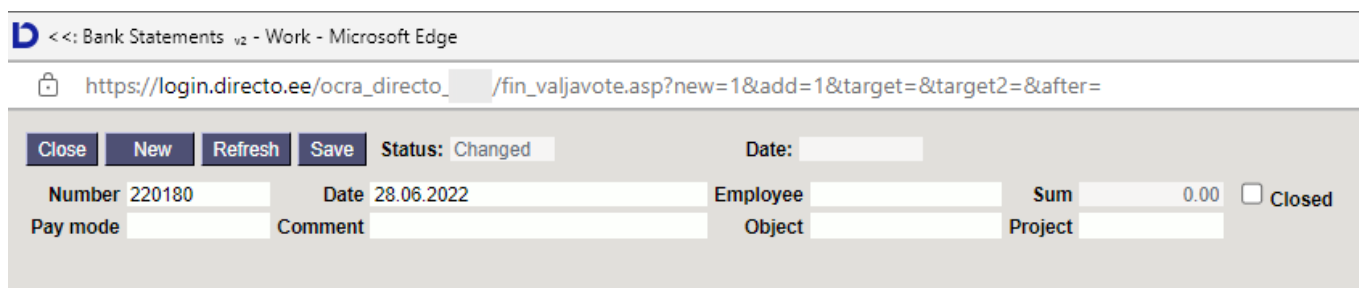 <<: Bank Statements v2 - Work - Microsoft Edge
https://login.directo.ee/ocra_directo_ /fin_valjavote.asp?new=1&add=1&target=&target2=&after=
Close New Refresh Save Status: Changed Date:
Number 220180 Date 28.06.2022 Employee Sum 0.00 Closed
Pay mode Comment Object Project